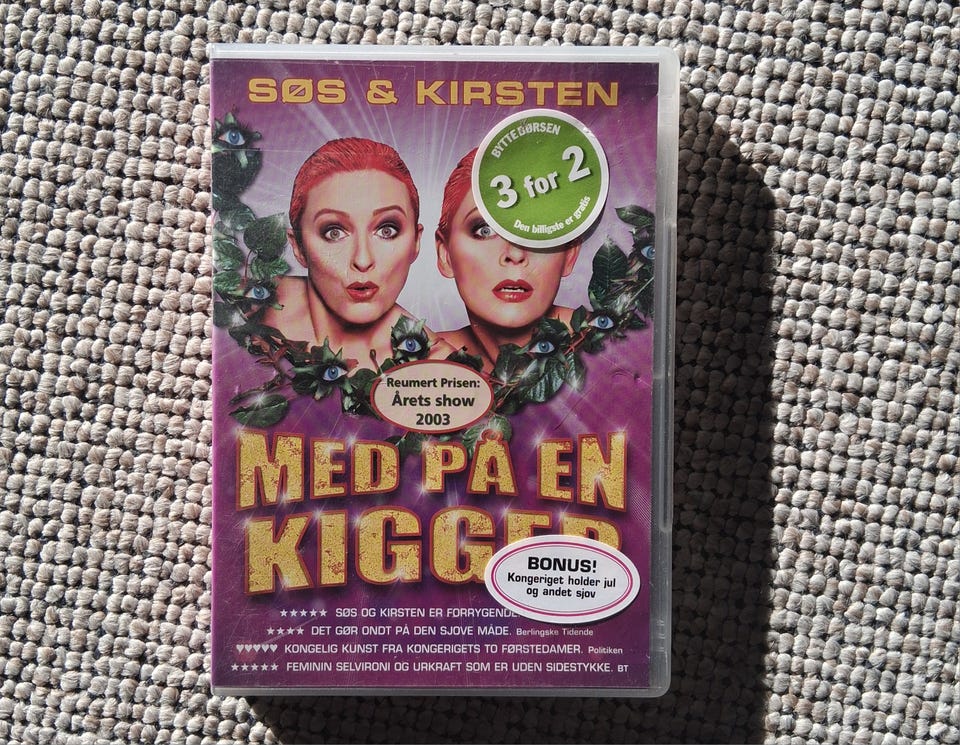 SØS & KIRSTEN
BYTTEBØRSEN
3 for 2
Den billigste er gratis
Reumert Prisen:
Årets show
2003
MED PÅ EN
KIGGER
BONUS!
Kongeriget holder jul
og andet sjov
★★★★★ SØS OG KIRSTEN ER FORRYGENDE
★★★★ DET GØR ONDT PÅ DEN SJOVE MÅDE. Berlingske Tidende
♥♥♥♥♥ KONGELIG KUNST FRA KONGERIGETS TO FØRSTEDAMER. Politiken
★★★★★ FEMININ SELVIRONI OG URKRAFT SOM ER UDEN SIDESTYKKE. BT